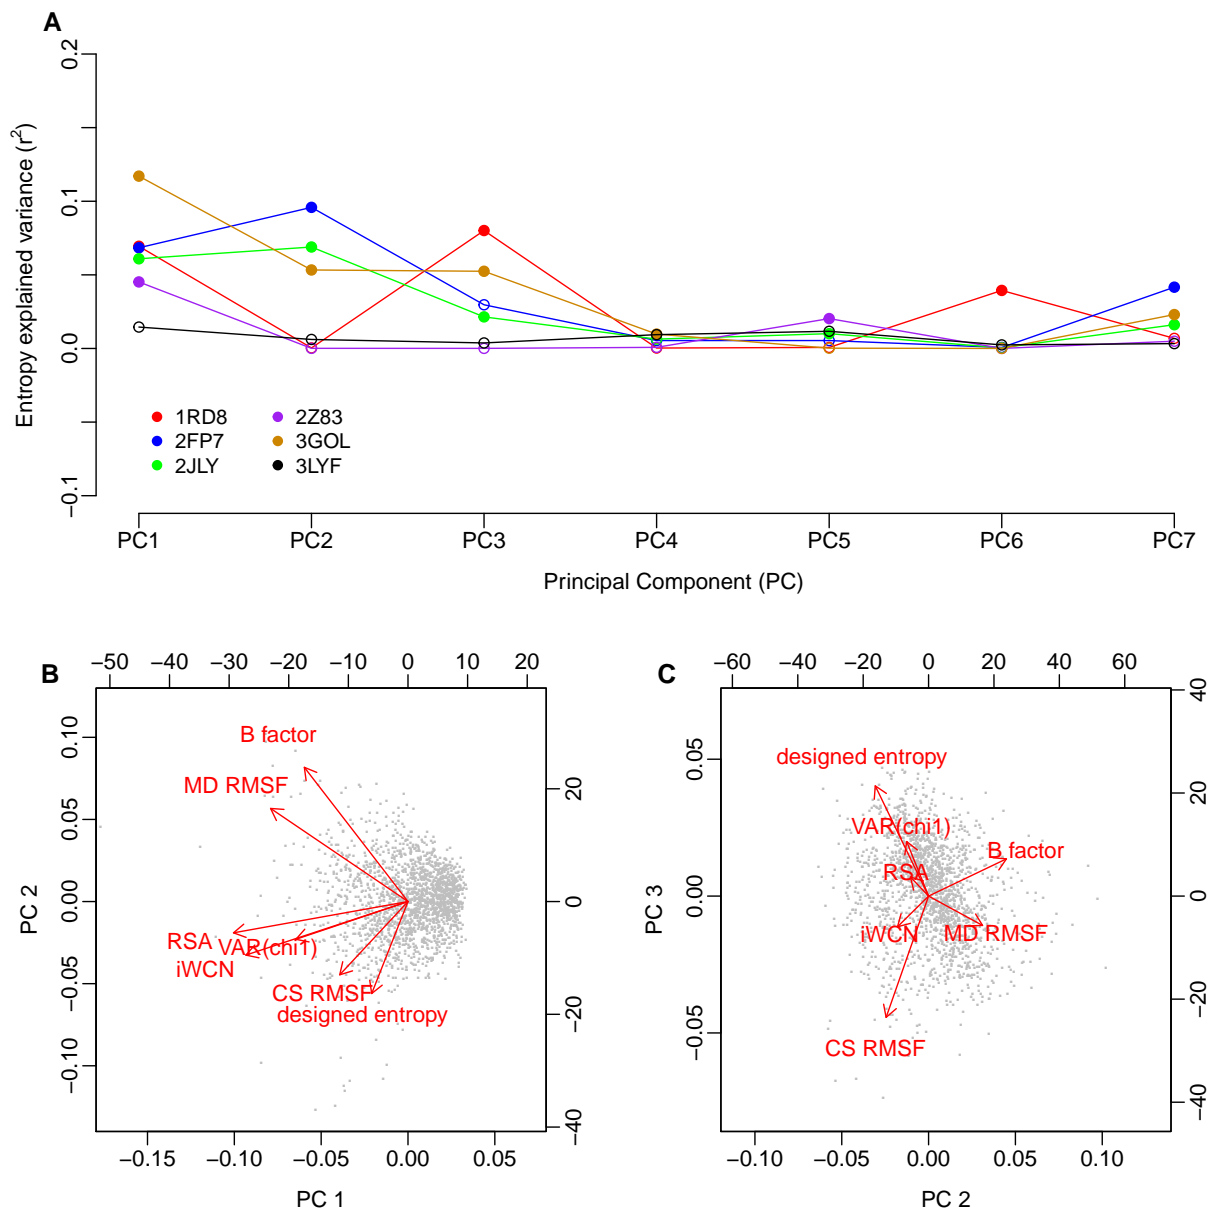 A
Entropy explained variance (r2)
0.2
0.1
0.0
−0.1
1RD8
2Z83
2FP7
3GOL
2JLY
3LYF
PC1 PC2 PC3 PC4 PC5 PC6 PC7
Principal Component (PC)
B
−50 −40 −30 −20 −10 0 10 20
PC 2
0.10
0.05
0.00
−0.05
−0.10
20
0
−20
−40
B factor
MD RMSF
RSA
VAR(chi1)
iWCN
CS RMSF
designed entropy
−0.15 −0.10 −0.05 0.00 0.05
PC 1
C
−60 −40 −20 0 20 40 60
PC 3
0.05
0.00
−0.05
40
20
0
−20
−40
designed entropy
VAR(chi1)
B factor
RSA
iWCN
MD RMSF
CS RMSF
−0.10 −0.05 0.00 0.05 0.10
PC 2